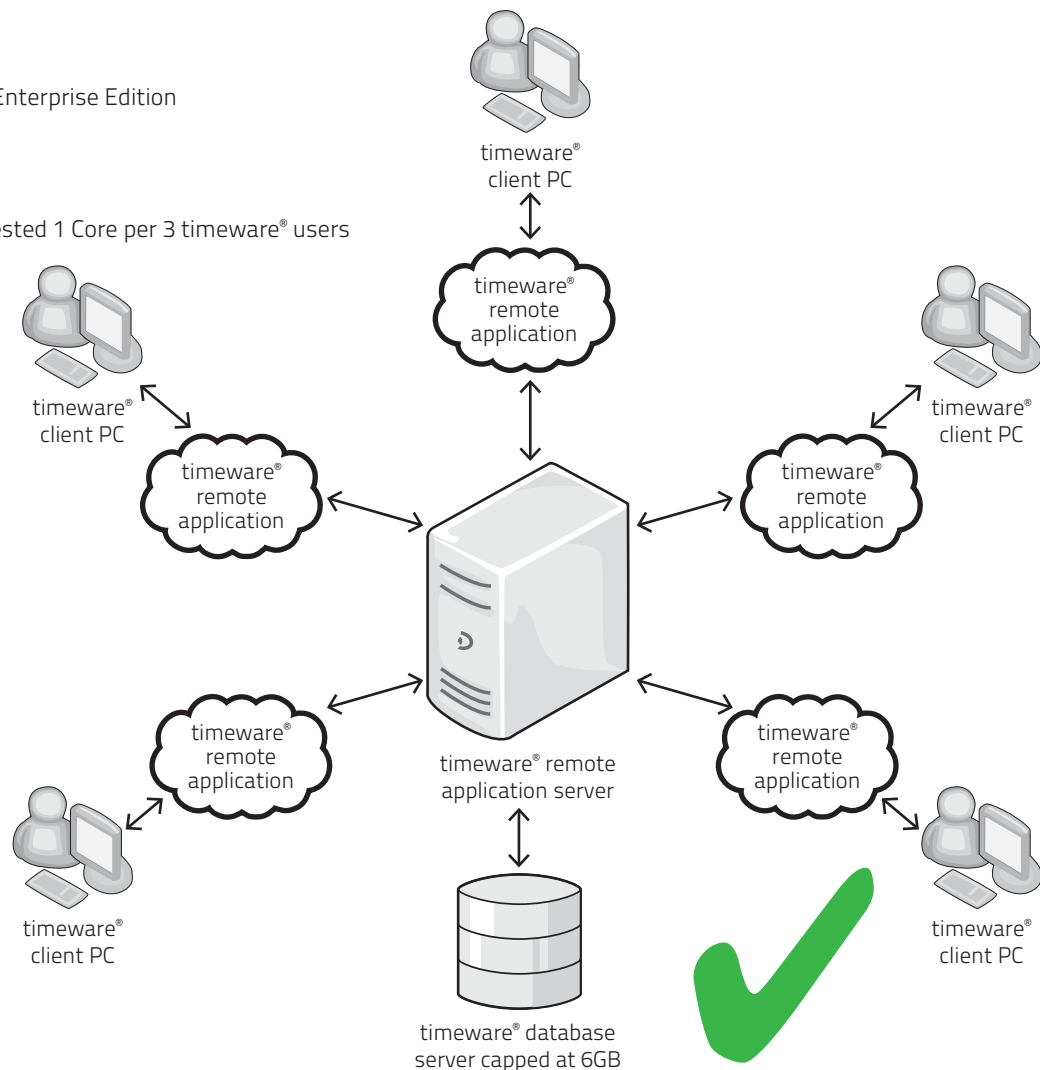 Enterprise Edition
timeware®
client PC
ested 1 Core per 3 timeware® users
timeware®
remote
application
timeware®
client PC
timeware®
client PC
timeware®
remote
application
timeware®
remote
application
timeware®
remote
application
timeware®
remote
application
timeware® remote
application server
timeware®
client PC
timeware®
client PC
timeware® database
server capped at 6GB